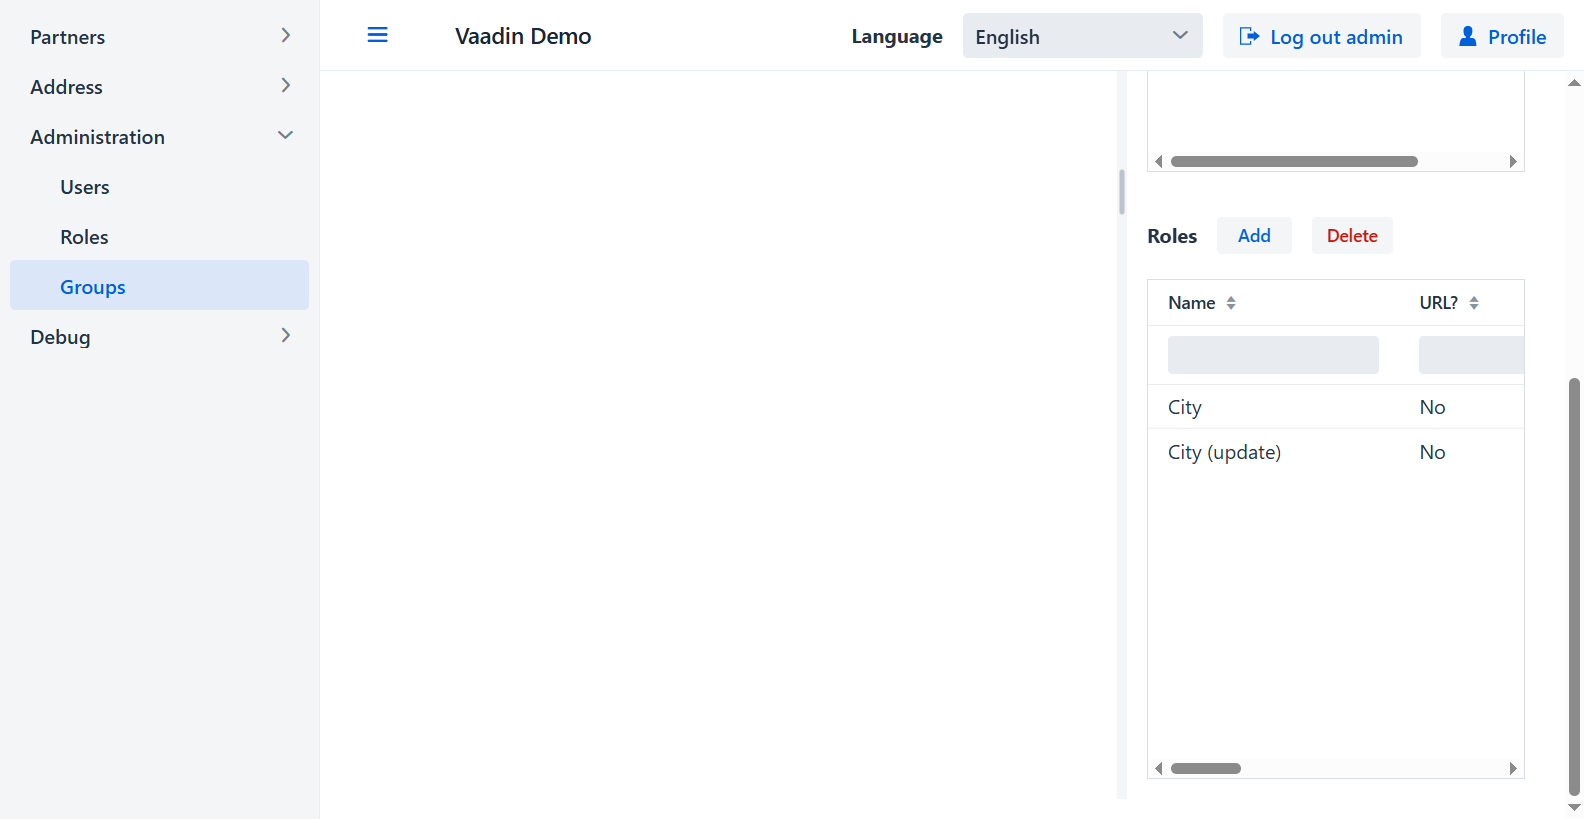 Partners
Address
Administration
Users
Roles
Groups
Debug
Vaadin Demo
Language
English
Log out admin
Profile
Roles
Add
Delete
Name
URL?
City
No
City (update)
No